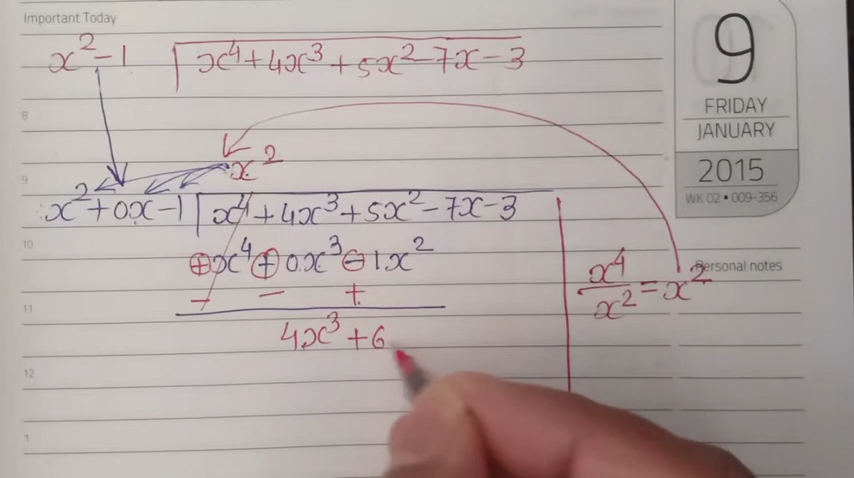 Important Today
x² - 1 | x⁴ + 4x³ + 5x² - 7x - 3
9
FRIDAY
JANUARY
2015
WK 02 • 009-356
8
x²
9
x² + 0x - 1 | x⁴ + 4x³ + 5x² - 7x - 3
10
⊕x⁴ ⊕ 0x³ ⊖ 1x²
- - +
11
4x³ + 6
12
1
Personal notes
x⁴/x² = x²